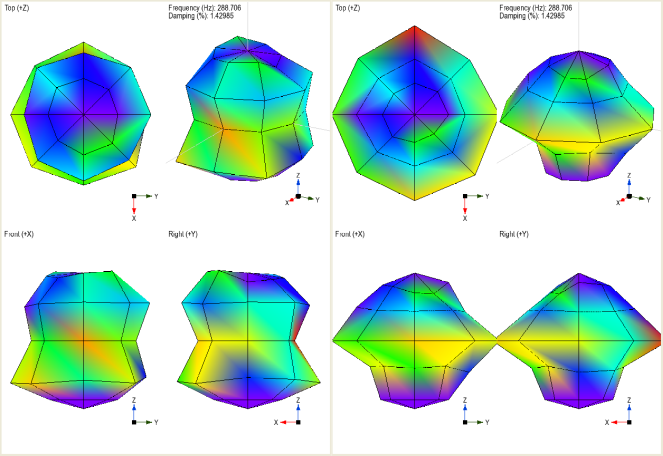 Top (+Z)
Frequency (Hz): 288.706
Damping (%): 1.42985
Y
X
Z
X
Y
Front (+X)
Right (+Y)
Z
Y
Z
X
Top (+Z)
Frequency (Hz): 288.706
Damping (%): 1.42985
Y
X
Z
X
Y
Front (+X)
Right (+Y)
Z
Y
Z
X